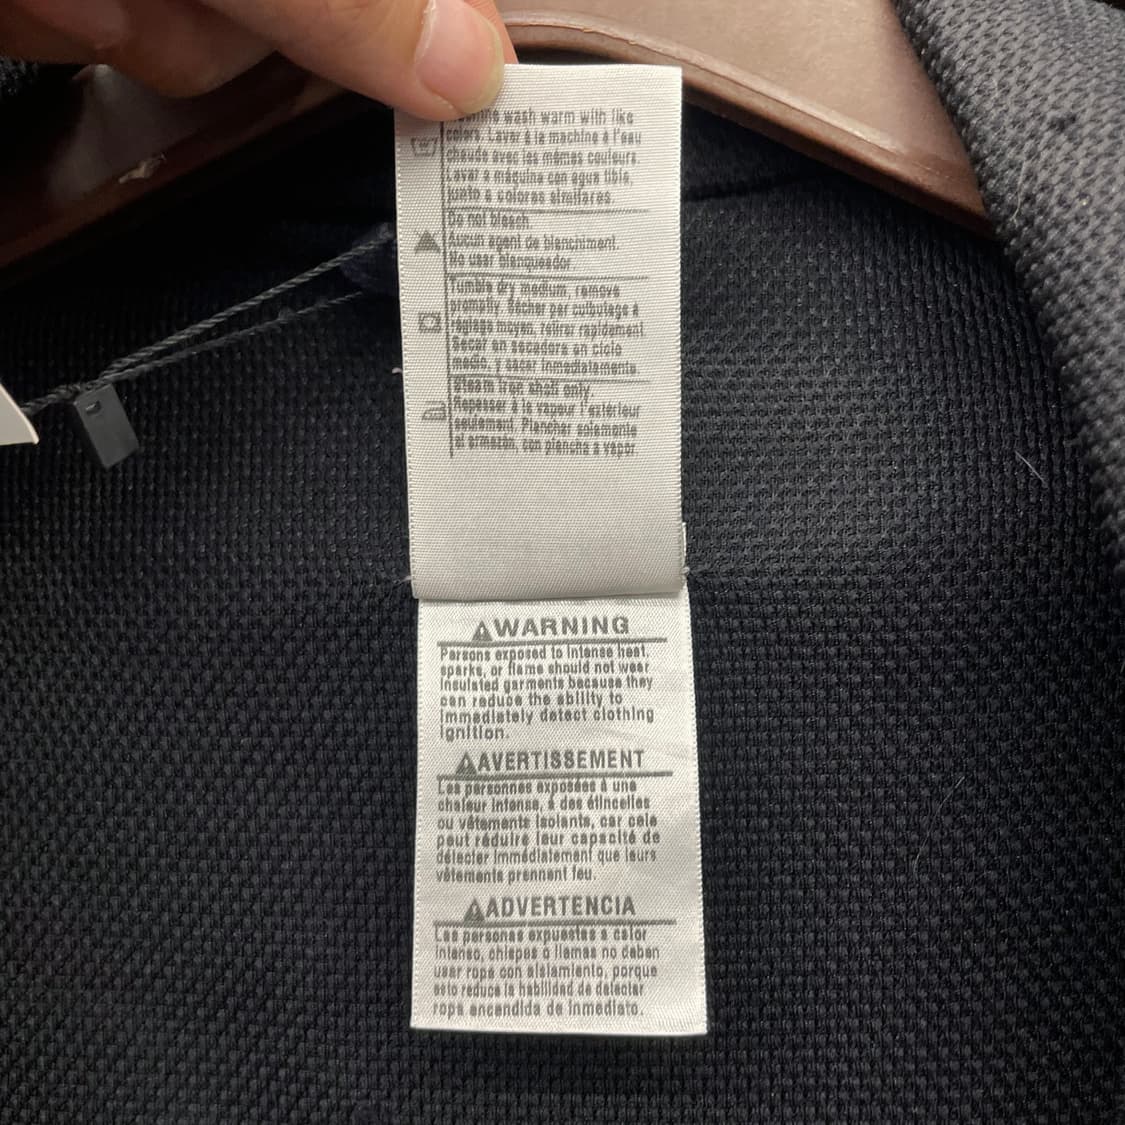 wash warm with like
colors. Laver à la machine à l'eau
chaude avec les mêmes couleurs.
Lavar a máquina con agua tibia,
junto a colores similares.
Do not bleach.
Aucun agent de blanchiment.
No usar blanqueador.
Tumble dry medium, remove
promptly. Sécher par culbutage à
réglage moyen, retirer rapidement.
Secar en secadora en ciclo
medio, y sacar inmediatamente.
Steam iron shell only.
Repasser à la vapeur l'extérieur
seulement. Planchar solamente
el armazón, con plancha a vapor.
WARNING
Persons exposed to intense heat,
sparks, or flame should not wear
insulated garments because they
can reduce the ability to
immediately detect clothing
ignition.
AVERTISSEMENT
Les personnes exposées à une
chaleur intense, à des étincelles
ou vêtements isolants, car cela
peut réduire leur capacité de
détecter immédiatement que leurs
vêtements prennent feu.
ADVERTENCIA
Las personas expuestas a calor
intenso, chispas o llamas no deben
usar ropa con aislamiento, porque
esto reduce la habilidad de detectar
ropa encendida de inmediato.